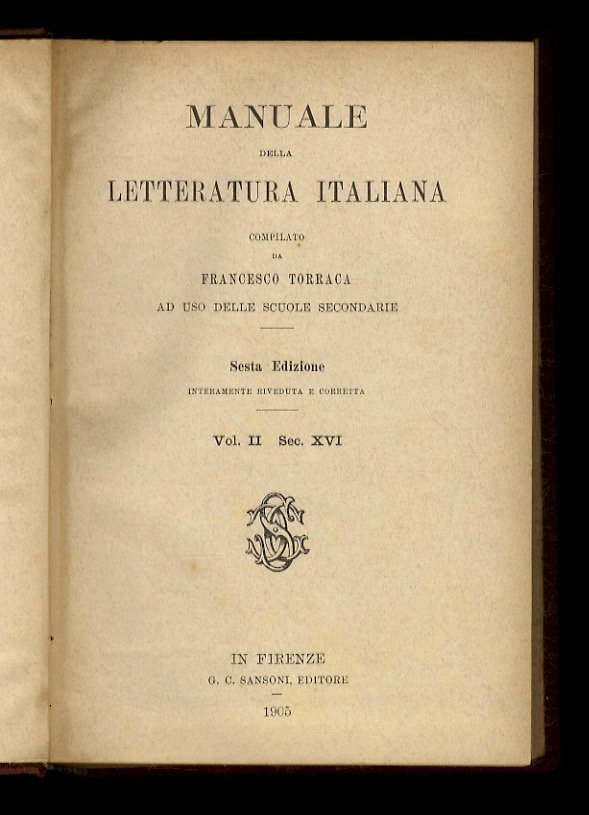 MANUALE
DELLA
LETTERATURA ITALIANA
COMPILATO
DA
FRANCESCO TORRACA
AD USO DELLE SCUOLE SECONDARIE
Sesta Edizione
INTERAMENTE RIVEDUTA E CORRETTA
Vol. II Sec. XVI
IN FIRENZE
G. C. SANSONI, EDITORE
1905